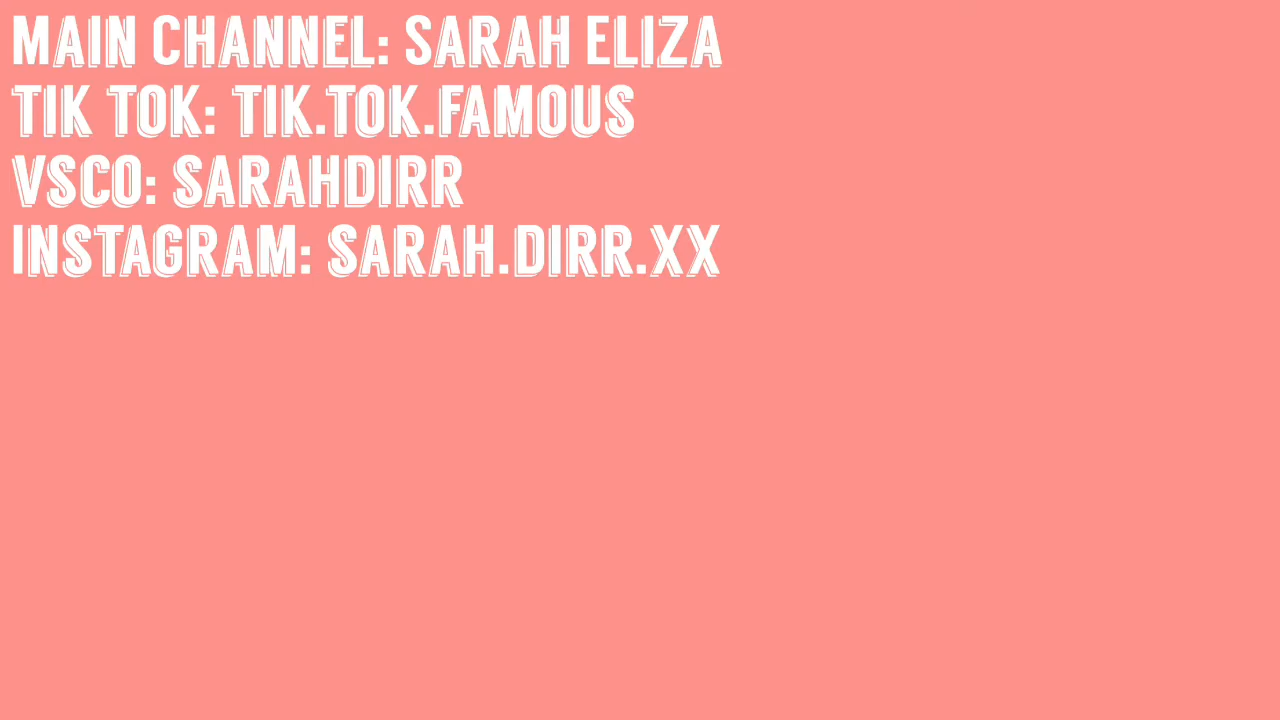 MAIN CHANNEL: SARAH ELIZA
TIK TOK: TIK.TOK.FAMOUS
VSCO: SARAHDIRR
INSTAGRAM: SARAH.DIRR.XX